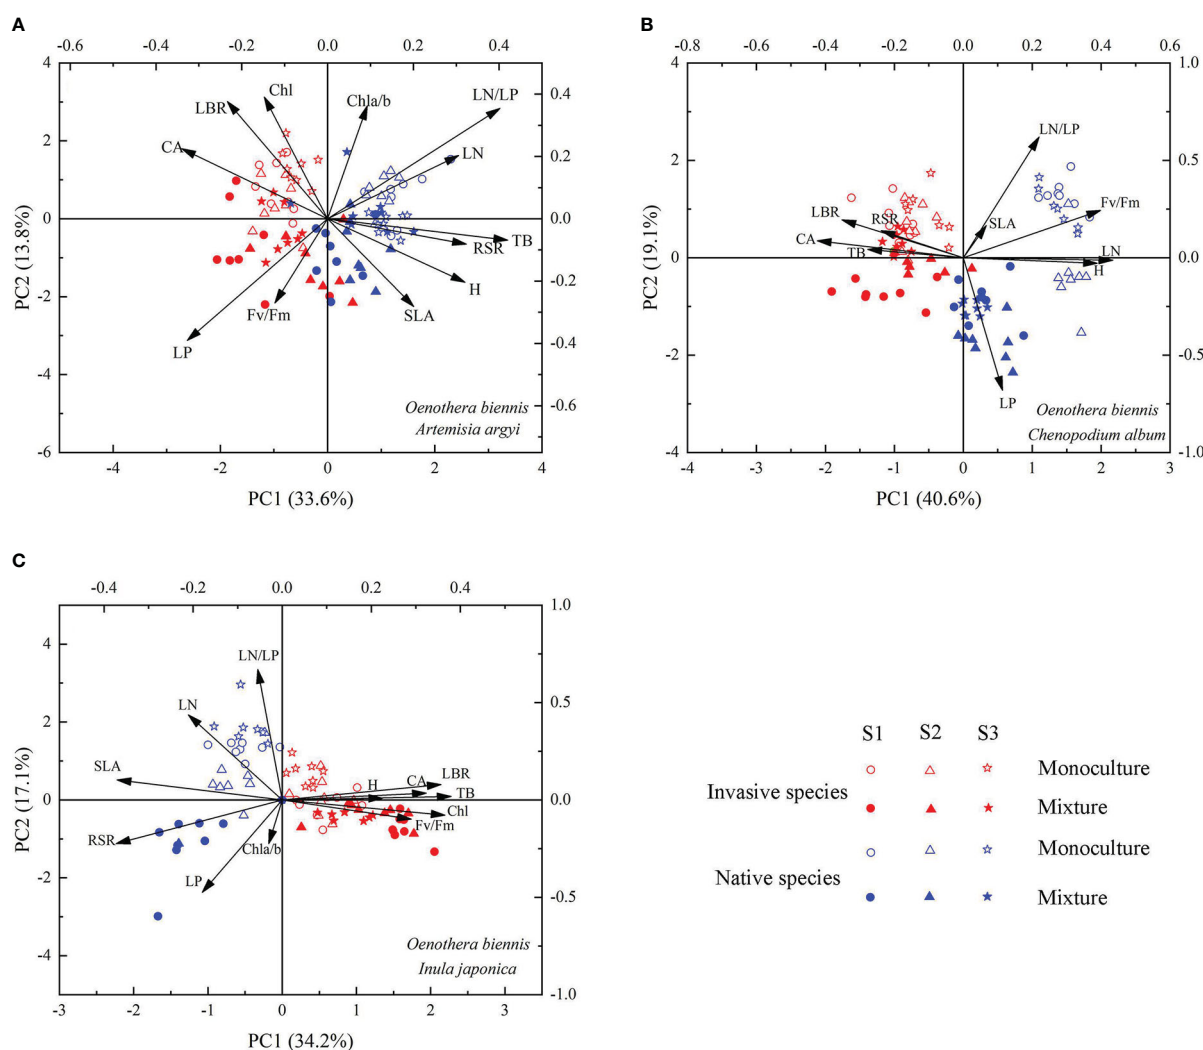 A
-0.6 -0.4 -0.2 0.0 0.2 0.4
4 2 0 -2 -4 -6
0.4 0.2 0.0 -0.2 -0.4 -0.6
PC2 (13.8%)
LBR
Chl
Chla/b
LN/LP
CA
LN
TB
RSR
H
SLA
Fv/Fm
LP
Oenothera biennis
Artemisia argyi
-4 -2 0 2 4
PC1 (33.6%)
B
-0.8 -0.6 -0.4 -0.2 0.0 0.2 0.4 0.6
4 2 0 -2 -4
1.0 0.5 0.0 -0.5 -1.0
PC2 (19.1%)
LN/LP
LBR
RSR
SLA
Fv/Fm
CA
TB
LN
H
LP
Oenothera biennis
Chenopodium album
-4 -3 -2 -1 0 1 2 3
PC1 (40.6%)
C
-0.4 -0.2 0.0 0.2 0.4
4 2 0 -2 -4
1.0 0.5 0.0 -0.5 -1.0
PC2 (17.1%)
LN/LP
LN
SLA
H
CA
LBR
TB
Chl
Fv/Fm
RSR
Chla/b
LP
Oenothera biennis
Inula japonica
-3 -2 -1 0 1 2 3
PC1 (34.2%)
S1 S2 S3
Invasive species
Monoculture
Mixture
Native species
Monoculture
Mixture